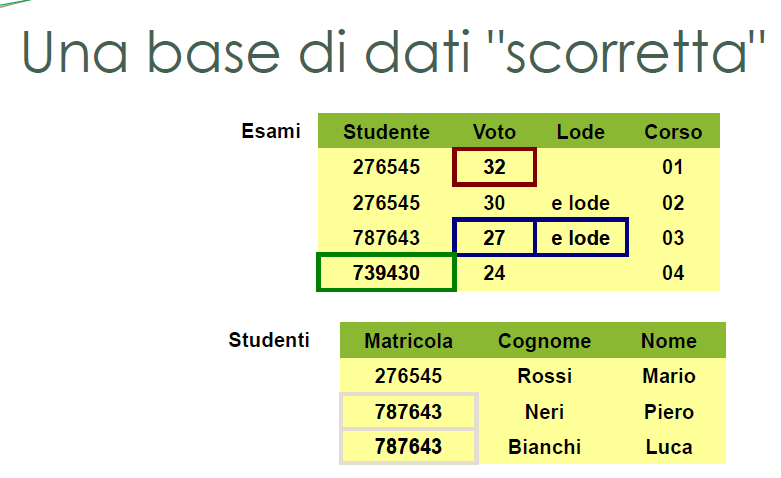 Una base di dati "scorretta"
Esami Studente Voto Lode Corso
276545 32 01
276545 30 e lode 02
787643 27 e lode 03
739430 24 04
Studenti Matricola Cognome Nome
276545 Rossi Mario
787643 Neri Piero
787643 Bianchi Luca